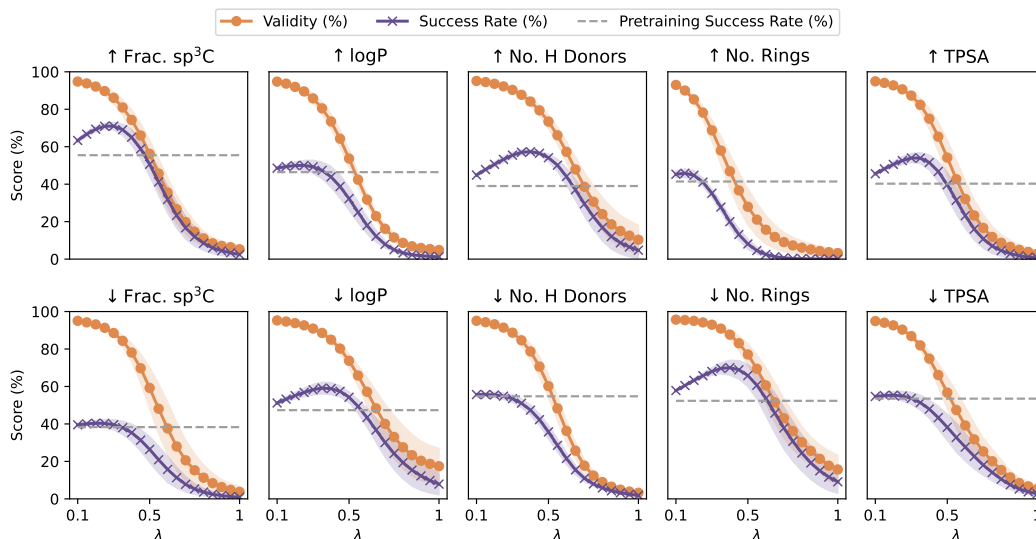 Validity (%) Success Rate (%) Pretraining Success Rate (%)
↑ Frac. sp³C ↑ logP ↑ No. H Donors ↑ No. Rings ↑ TPSA
100
80
60
40
20
0
Score (%)
↓ Frac. sp³C ↓ logP ↓ No. H Donors ↓ No. Rings ↓ TPSA
100
80
60
40
20
0
Score (%)
0.1 0.5 1 0.1 0.5 1 0.1 0.5 1 0.1 0.5 1 0.1 0.5 1
λ λ λ λ λ